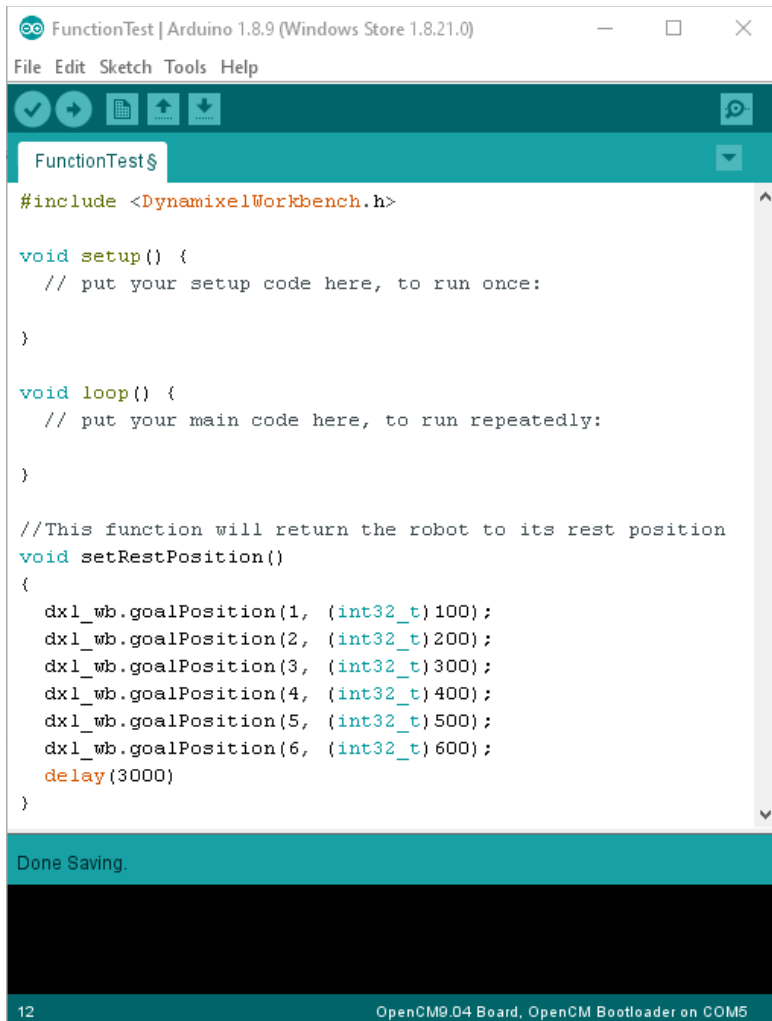 FunctionTest | Arduino 1.8.9 (Windows Store 1.8.21.0)
File Edit Sketch Tools Help
FunctionTest§
#include <DynamixelWorkbench.h>
void setup() {
// put your setup code here, to run once:
}
void loop() {
// put your main code here, to run repeatedly:
}
//This function will return the robot to its rest position
void setRestPosition()
{
dxl_wb.goalPosition(1, (int32_t)100);
dxl_wb.goalPosition(2, (int32_t)200);
dxl_wb.goalPosition(3, (int32_t)300);
dxl_wb.goalPosition(4, (int32_t)400);
dxl_wb.goalPosition(5, (int32_t)500);
dxl_wb.goalPosition(6, (int32_t)600);
delay(3000)
}
Done Saving.
12 OpenCM9.04 Board, OpenCM Bootloader on COM5